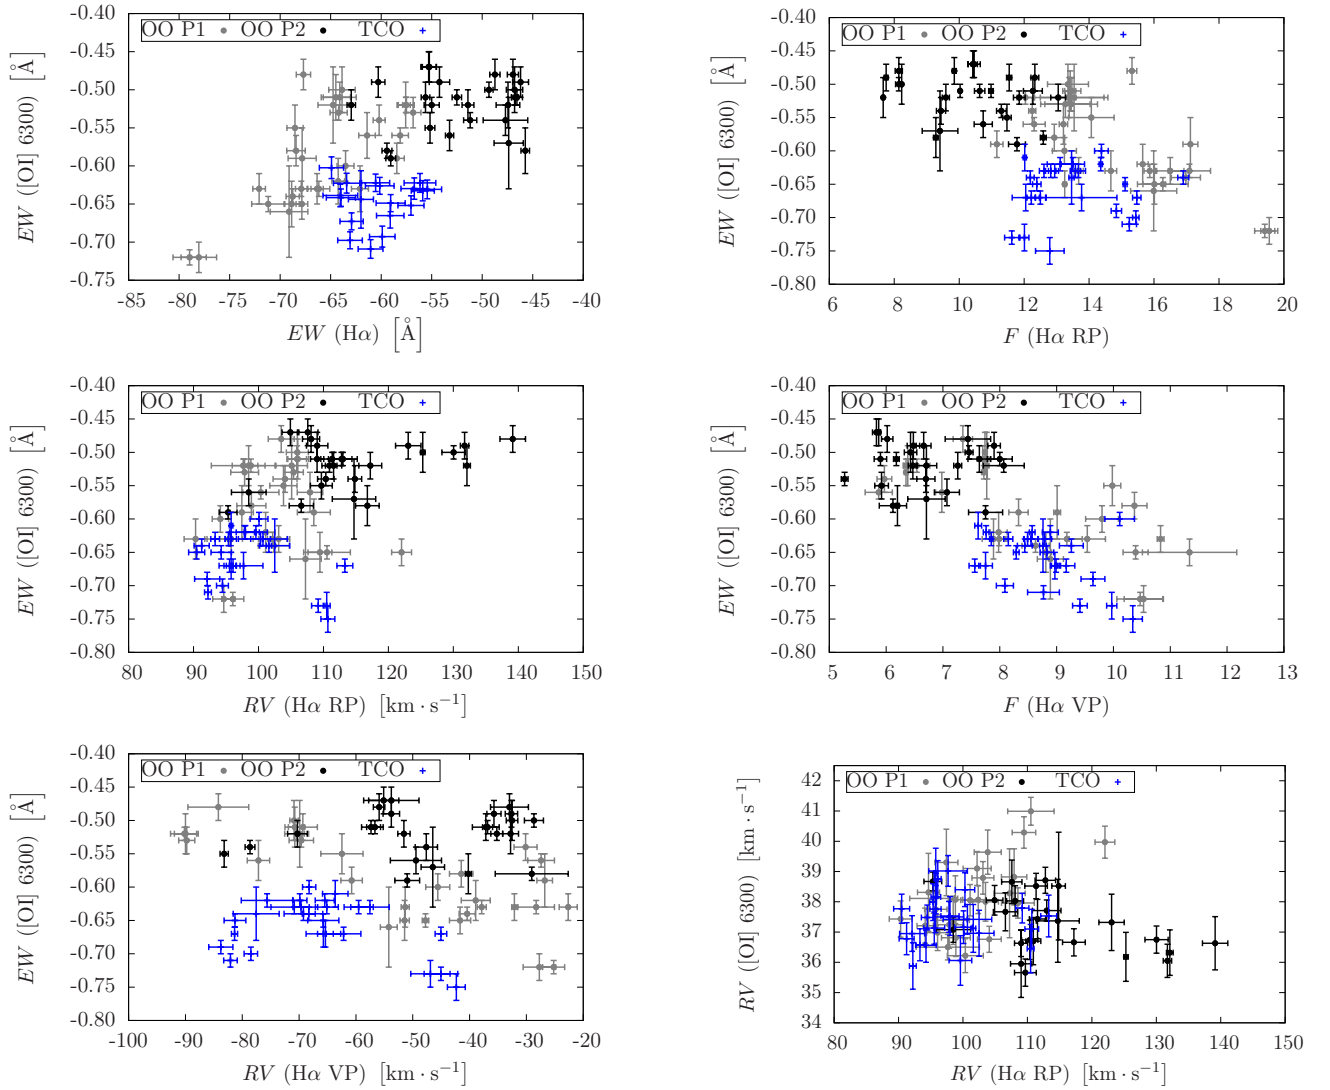 -0.40
-0.45
-0.50
-0.55
-0.60
-0.65
-0.70
-0.75
EW ([OI] 6300) [Å]
OO P1 OO P2 TCO
-85 -80 -75 -70 -65 -60 -55 -50 -45 -40
EW (Hα) [Å]
-0.40
-0.45
-0.50
-0.55
-0.60
-0.65
-0.70
-0.75
-0.80
EW ([OI] 6300) [Å]
OO P1 OO P2 TCO
6 8 10 12 14 16 18 20
F (Hα RP)
-0.40
-0.45
-0.50
-0.55
-0.60
-0.65
-0.70
-0.75
-0.80
EW ([OI] 6300) [Å]
OO P1 OO P2 TCO
80 90 100 110 120 130 140 150
RV (Hα RP) [km · s⁻¹]
-0.40
-0.45
-0.50
-0.55
-0.60
-0.65
-0.70
-0.75
-0.80
EW ([OI] 6300) [Å]
OO P1 OO P2 TCO
5 6 7 8 9 10 11 12 13
F (Hα VP)
-0.40
-0.45
-0.50
-0.55
-0.60
-0.65
-0.70
-0.75
-0.80
EW ([OI] 6300) [Å]
OO P1 OO P2 TCO
-100 -90 -80 -70 -60 -50 -40 -30 -20
RV (Hα VP) [km · s⁻¹]
42
41
40
39
38
37
36
35
34
RV ([OI] 6300) [km · s⁻¹]
OO P1 OO P2 TCO
80 90 100 110 120 130 140 150
RV (Hα RP) [km · s⁻¹]